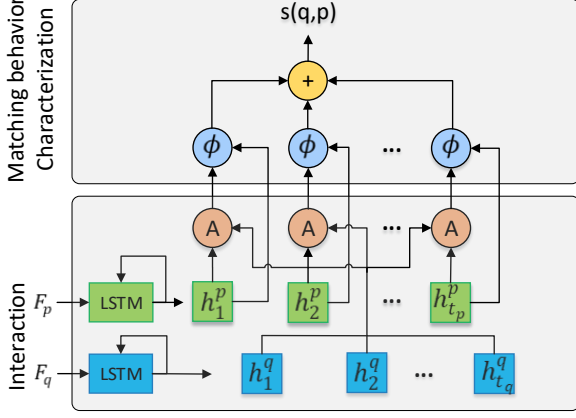 s(q,p)
Matching behavior
Characterization
+
ϕ ϕ ... ϕ
A A ... A
Interaction
F_p LSTM h_1^p h_2^p ... h_{t_p}^p
F_q LSTM h_1^q h_2^q ... h_{t_q}^q